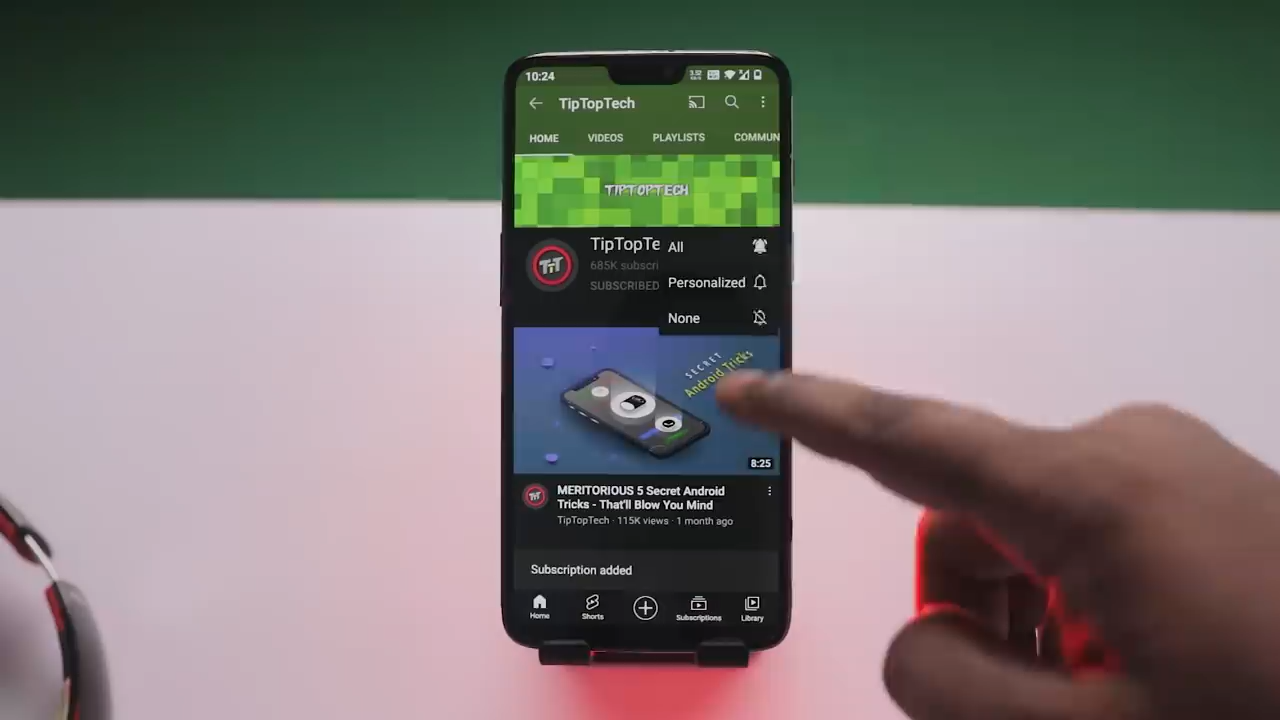 10:24
TipTopTech
HOME VIDEOS PLAYLISTS COMMUN
TIPTOPTECH
TipTopTe
All
685K subscri
SUBSCRIBED
Personalized
None
SECRET
Android Tricks
8:25
MERITORIOUS 5 Secret Android
Tricks - That'll Blow You Mind
TipTopTech · 115K views · 1 month ago
Subscription added
Home Shorts Subscriptions Library